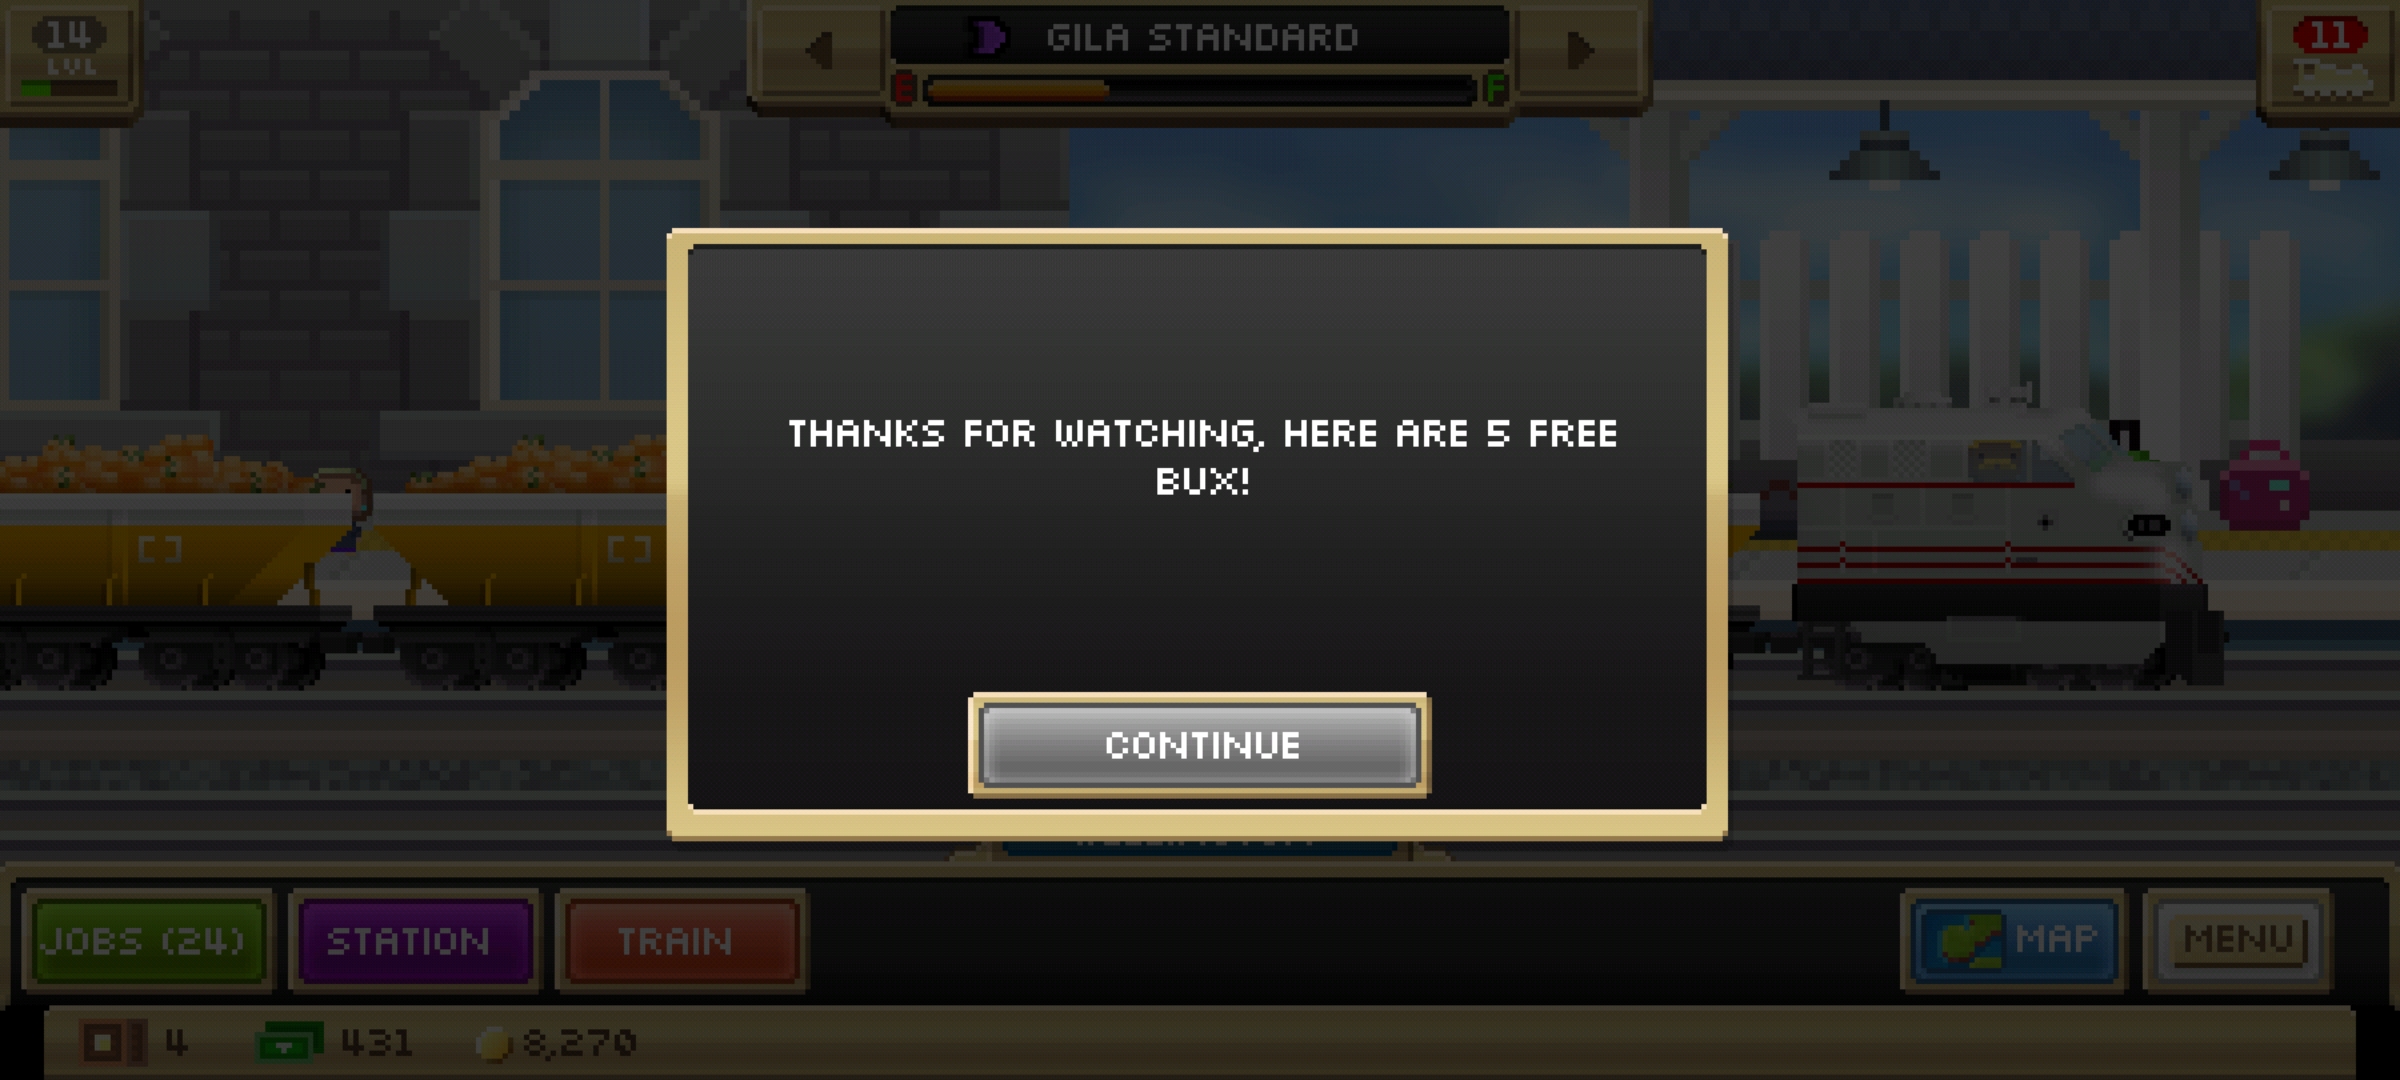 14
LVL
GILA STANDARD
E
F
11
THANKS FOR WATCHING, HERE ARE 5 FREE
BUX!
CONTINUE
JOBS (24)
STATION
TRAIN
MAP
MENU
4
431
8,270